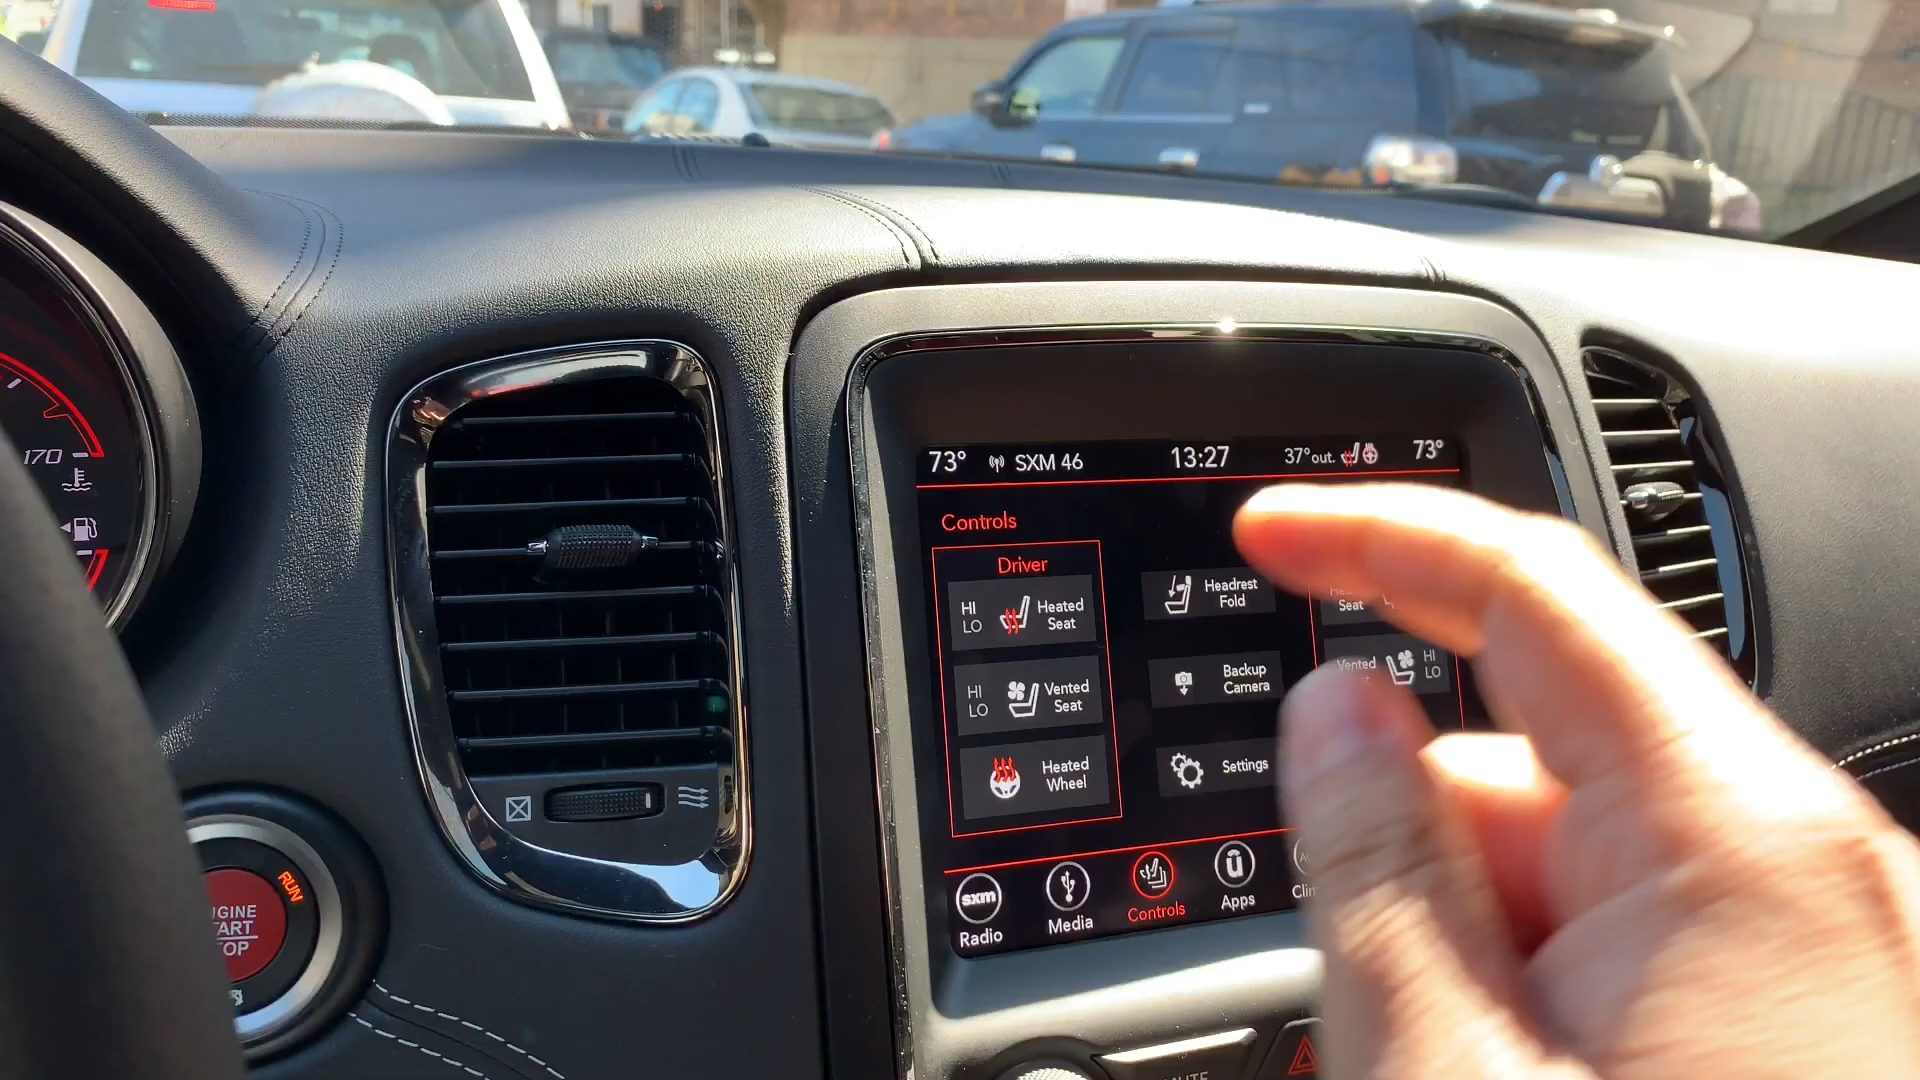 170
73° SXM 46 13:27 37°out. 73°
Controls
Driver
HI
LO
Heated
Seat
HI
LO
Vented
Seat
Heated
Wheel
Headrest
Fold
Backup
Camera
Settings
Seat
Vented
HI
LO
sxm
Radio
Media
Controls
ū
Apps
RUN